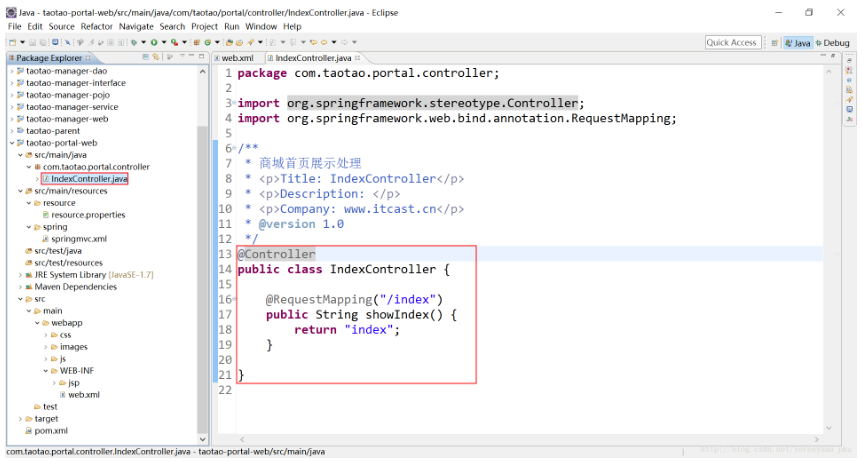 Java - taotao-portal-web/src/main/java/com/taotao/portal/controller/IndexController.java - Eclipse
File Edit Source Refactor Navigate Search Project Run Window Help
Quick Access
Java
Debug
Package Explorer
taotao-manager-dao
taotao-manager-interface
taotao-manager-pojo
taotao-manager-service
taotao-manager-web
taotao-parent
taotao-portal-web
src/main/java
com.taotao.portal.controller
IndexController.java
src/main/resources
resource
resource.properties
spring
springmvc.xml
src/test/java
src/test/resources
JRE System Library [JavaSE-1.7]
Maven Dependencies
src
main
webapp
css
images
js
WEB-INF
jsp
web.xml
test
target
pom.xml
web.xml
IndexController.java
1 package com.taotao.portal.controller;
2
3 import org.springframework.stereotype.Controller;
4 import org.springframework.web.bind.annotation.RequestMapping;
5
6 /**
7 * 商城首页展示处理
8 * <p>Title: IndexController</p>
9 * <p>Description: </p>
10 * <p>Company: www.itcast.cn</p>
11 * @version 1.0
12 */
13 @Controller
14 public class IndexController {
15
16 @RequestMapping("/index")
17 public String showIndex() {
18 return "index";
19 }
20
21 }
22
com.taotao.portal.controller.IndexController.java - taotao-portal-web/src/main/java